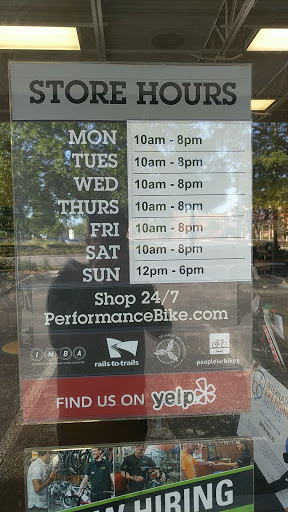 STORE HOURS
MON 10am - 8pm
TUES 10am - 8pm
WED 10am - 8pm
THURS 10am - 8pm
FRI 10am - 8pm
SAT 10am - 8pm
SUN 12pm - 6pm
Shop 24/7
PerformanceBike.com
IMBA rails-to-trails peopleforbikes
FIND US ON yelp
HIRING